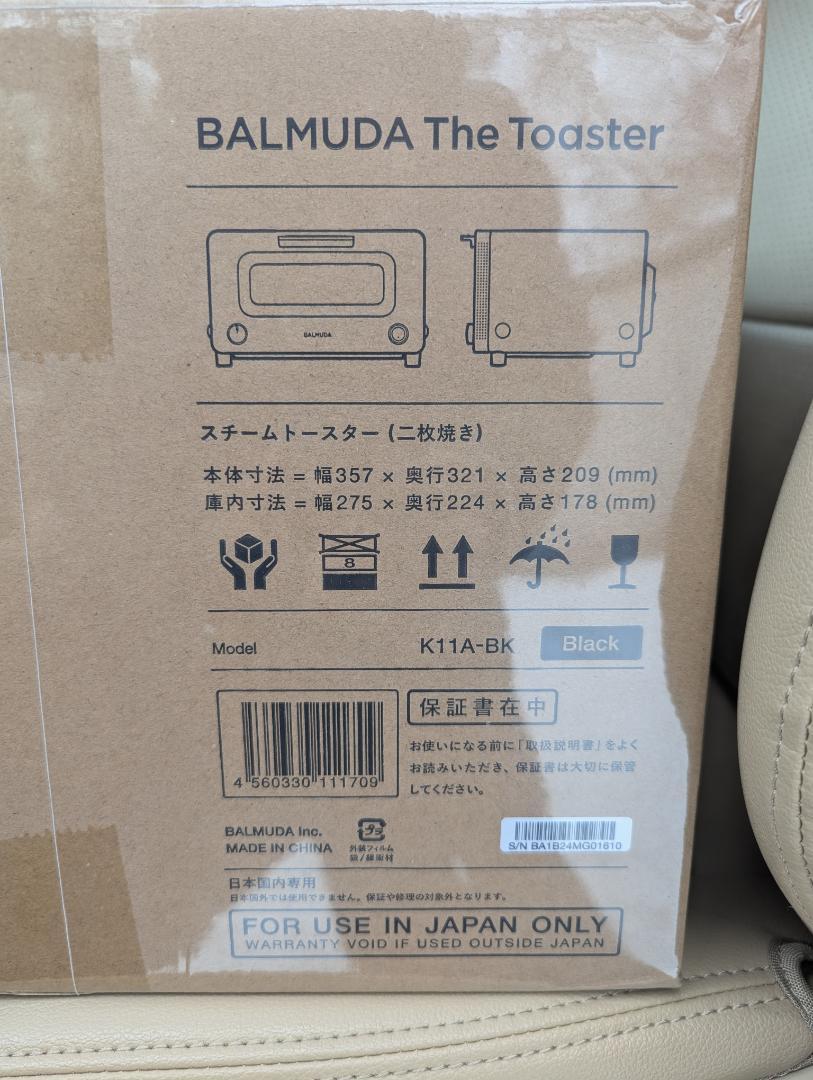 BALMUDA The Toaster
BALMUDA
スチームトースター (二枚焼き)
本体寸法 = 幅357 × 奥行321 × 高さ209 (mm)
庫内寸法 = 幅275 × 奥行224 × 高さ178 (mm)
8
Model K11A-BK Black
保証書在中
お使いになる前に「取扱説明書」をよく
お読みいただき、保証書は大切に保管
してください。
4 560330 111709
BALMUDA Inc.
MADE IN CHINA
プラ
外装フィルム
袋/緩衝材
S/N BA1B24MG01610
日本国内専用
日本国外では使用できません。保証や修理の対象外となります。
FOR USE IN JAPAN ONLY
WARRANTY VOID IF USED OUTSIDE JAPAN